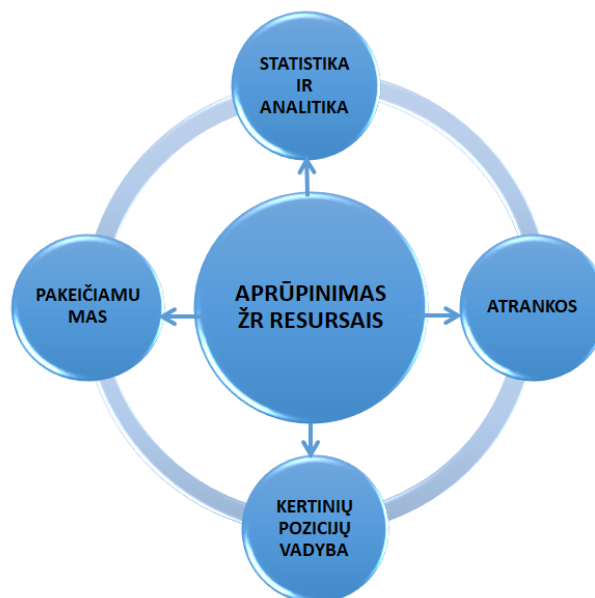 STATISTIKA
IR
ANALITIKA
PAKEIČIAMU
MAS
APRŪPINIMAS
ŽR RESURSAIS
ATRANKOS
KERTINIŲ
POZICIJŲ
VADYBA